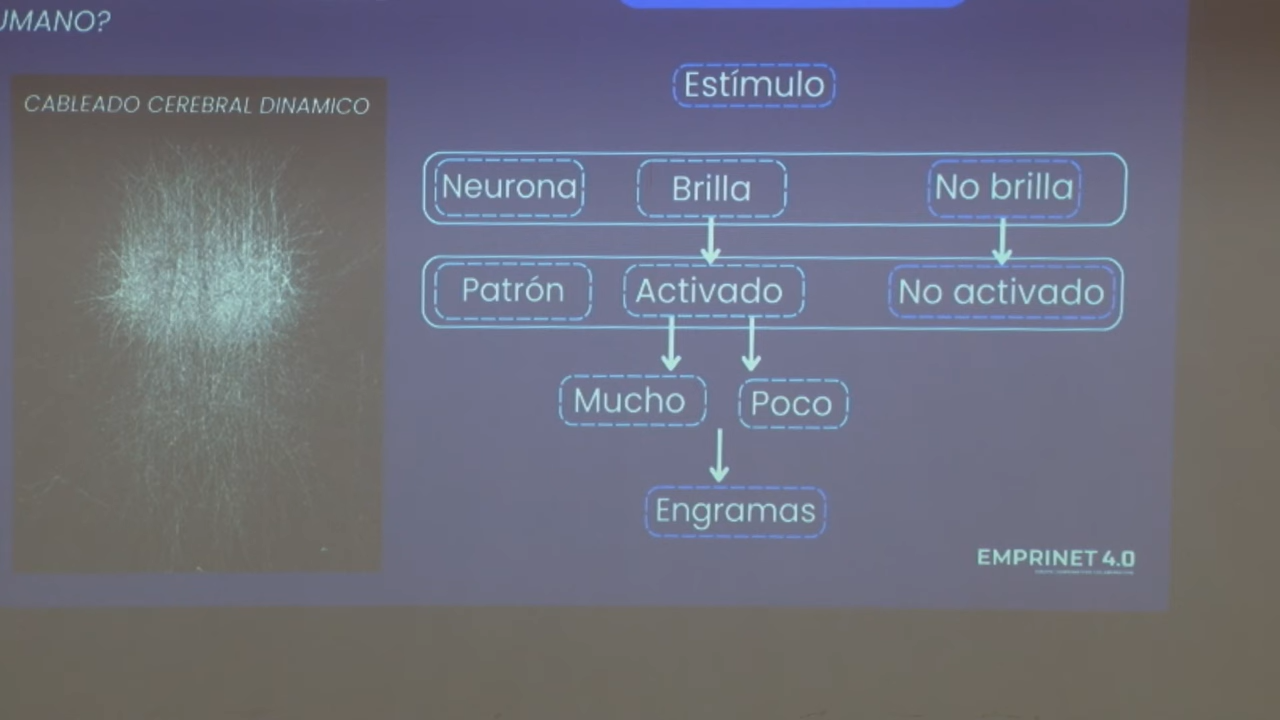 UMANO?
CABLEADO CEREBRAL DINAMICO
Estímulo
Neurona Brilla No brilla
Patrón Activado No activado
Mucho Poco
Engramas
EMPRINET 4.0